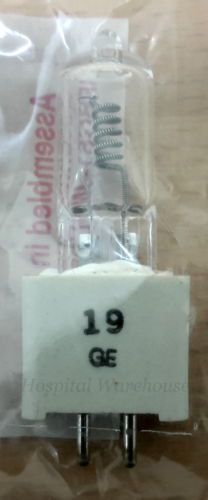 Assembled in
19
GE
Hospital Warehouse